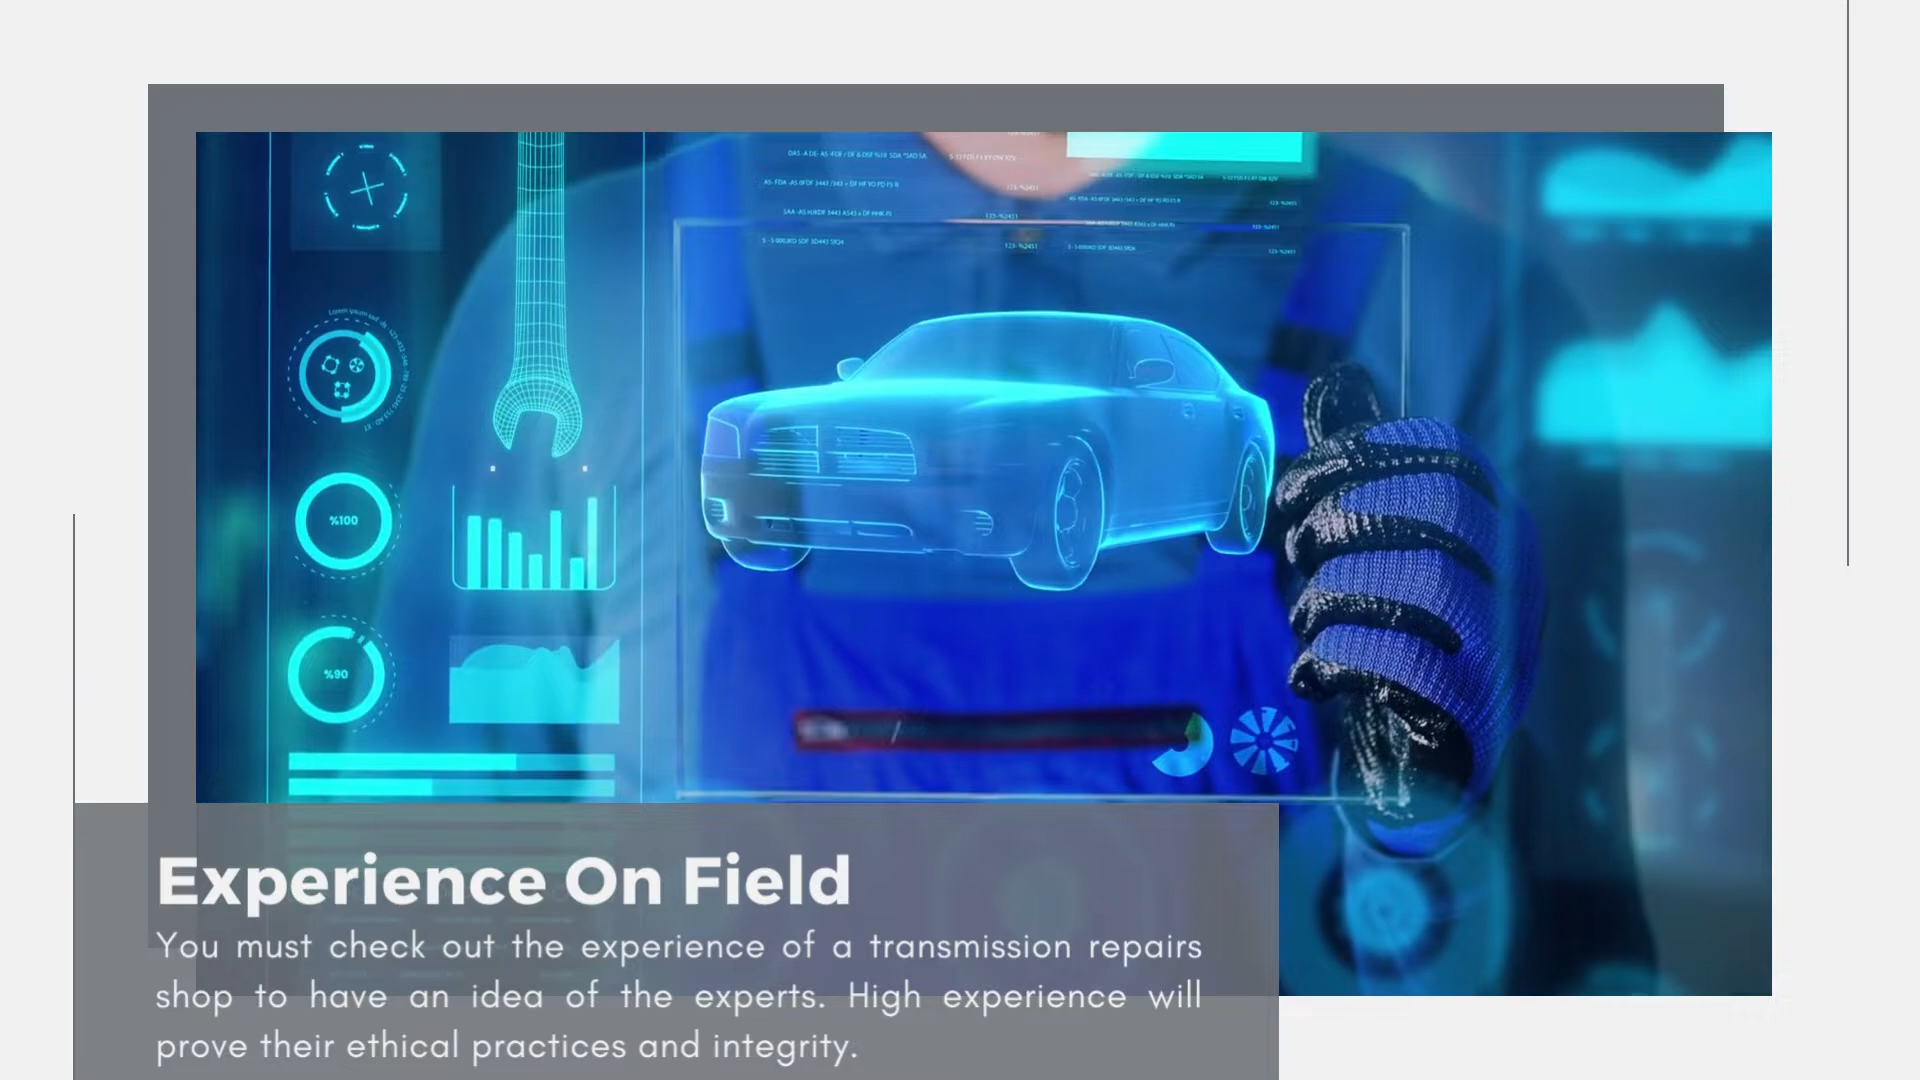 %100
%90
Experience On Field
You must check out the experience of a transmission repairs
shop to have an idea of the experts. High experience will
prove their ethical practices and integrity.